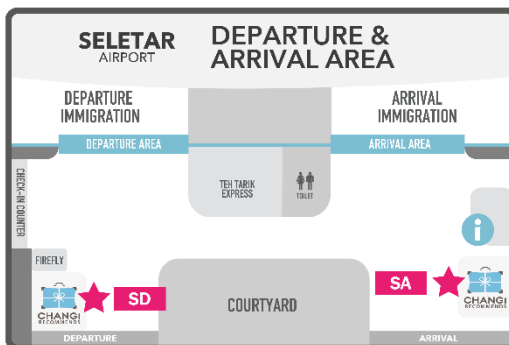 SELETAR
AIRPORT
DEPARTURE &
ARRIVAL AREA
DEPARTURE
IMMIGRATION
ARRIVAL
IMMIGRATION
DEPARTURE AREA
ARRIVAL AREA
CHECK-IN COUNTER
TEH TARIK
EXPRESS
TOILET
i
FIREFLY
CHANGI
RECOMMENDS
SD
COURTYARD
SA
CHANGI
RECOMMENDS
DEPARTURE
ARRIVAL